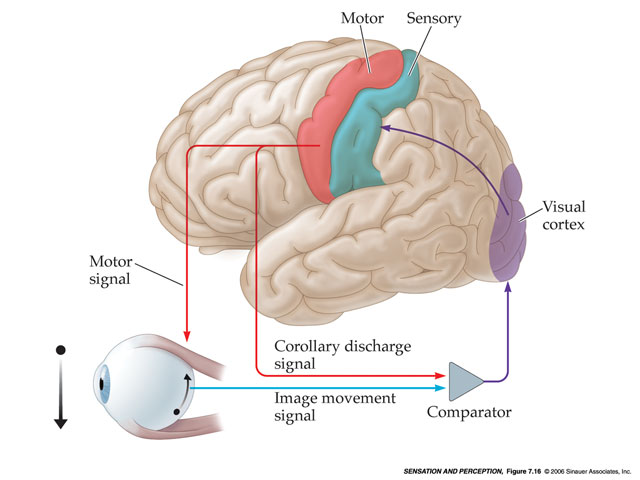 Motor
Sensory
Visual
cortex
Motor
signal
Corollary discharge
signal
Image movement
signal
Comparator
SENSATION AND PERCEPTION, Figure 7.16 © 2006 Sinauer Associates, Inc.